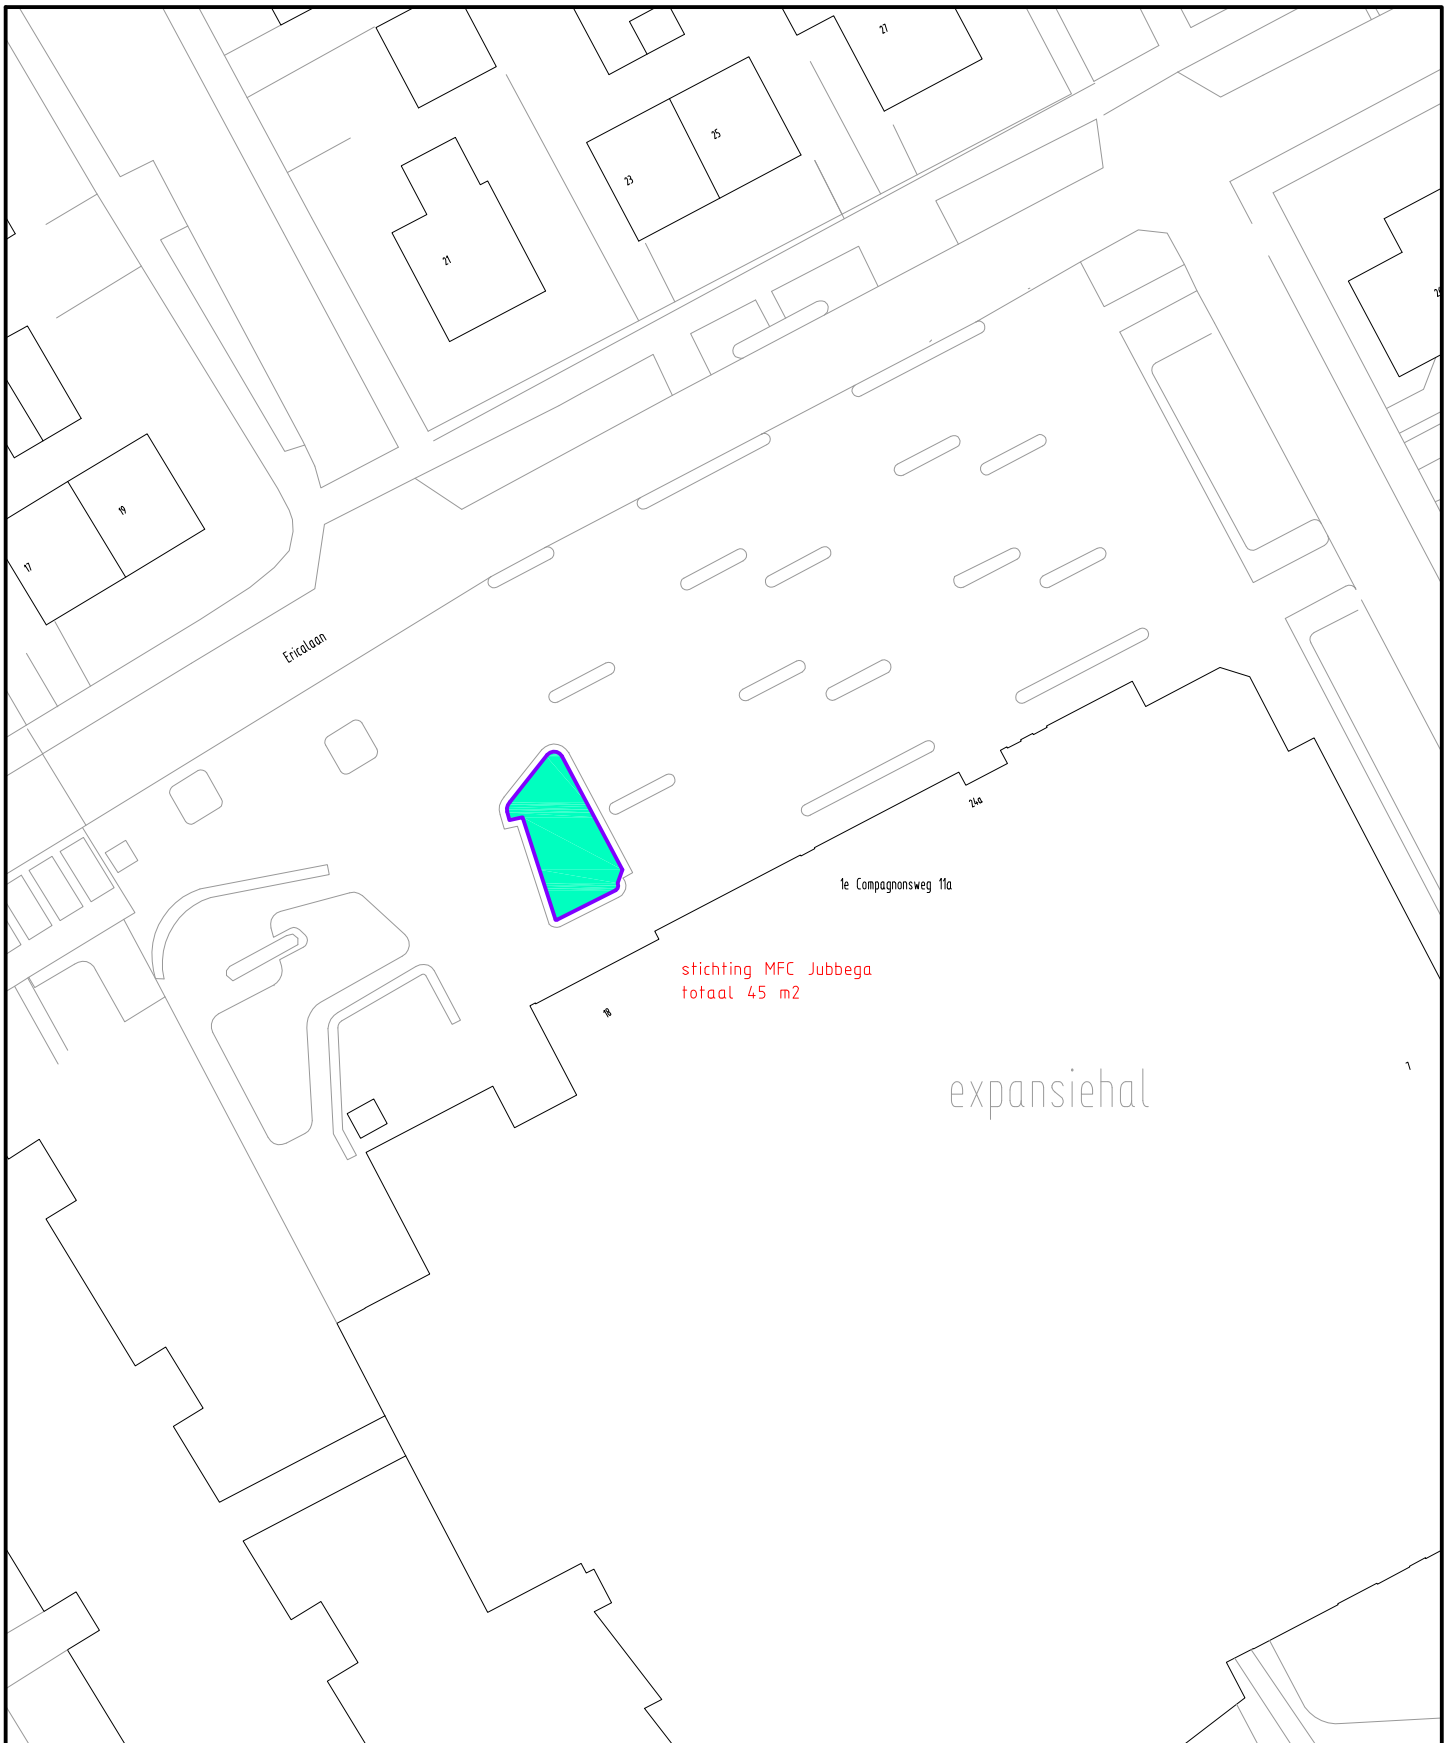 27
25
23
21
19
17
Ericalaan
24a
1e Compagnonsweg 11a
stichting MFC Jubbega
totaal 45 m2
18
7
expansiehal